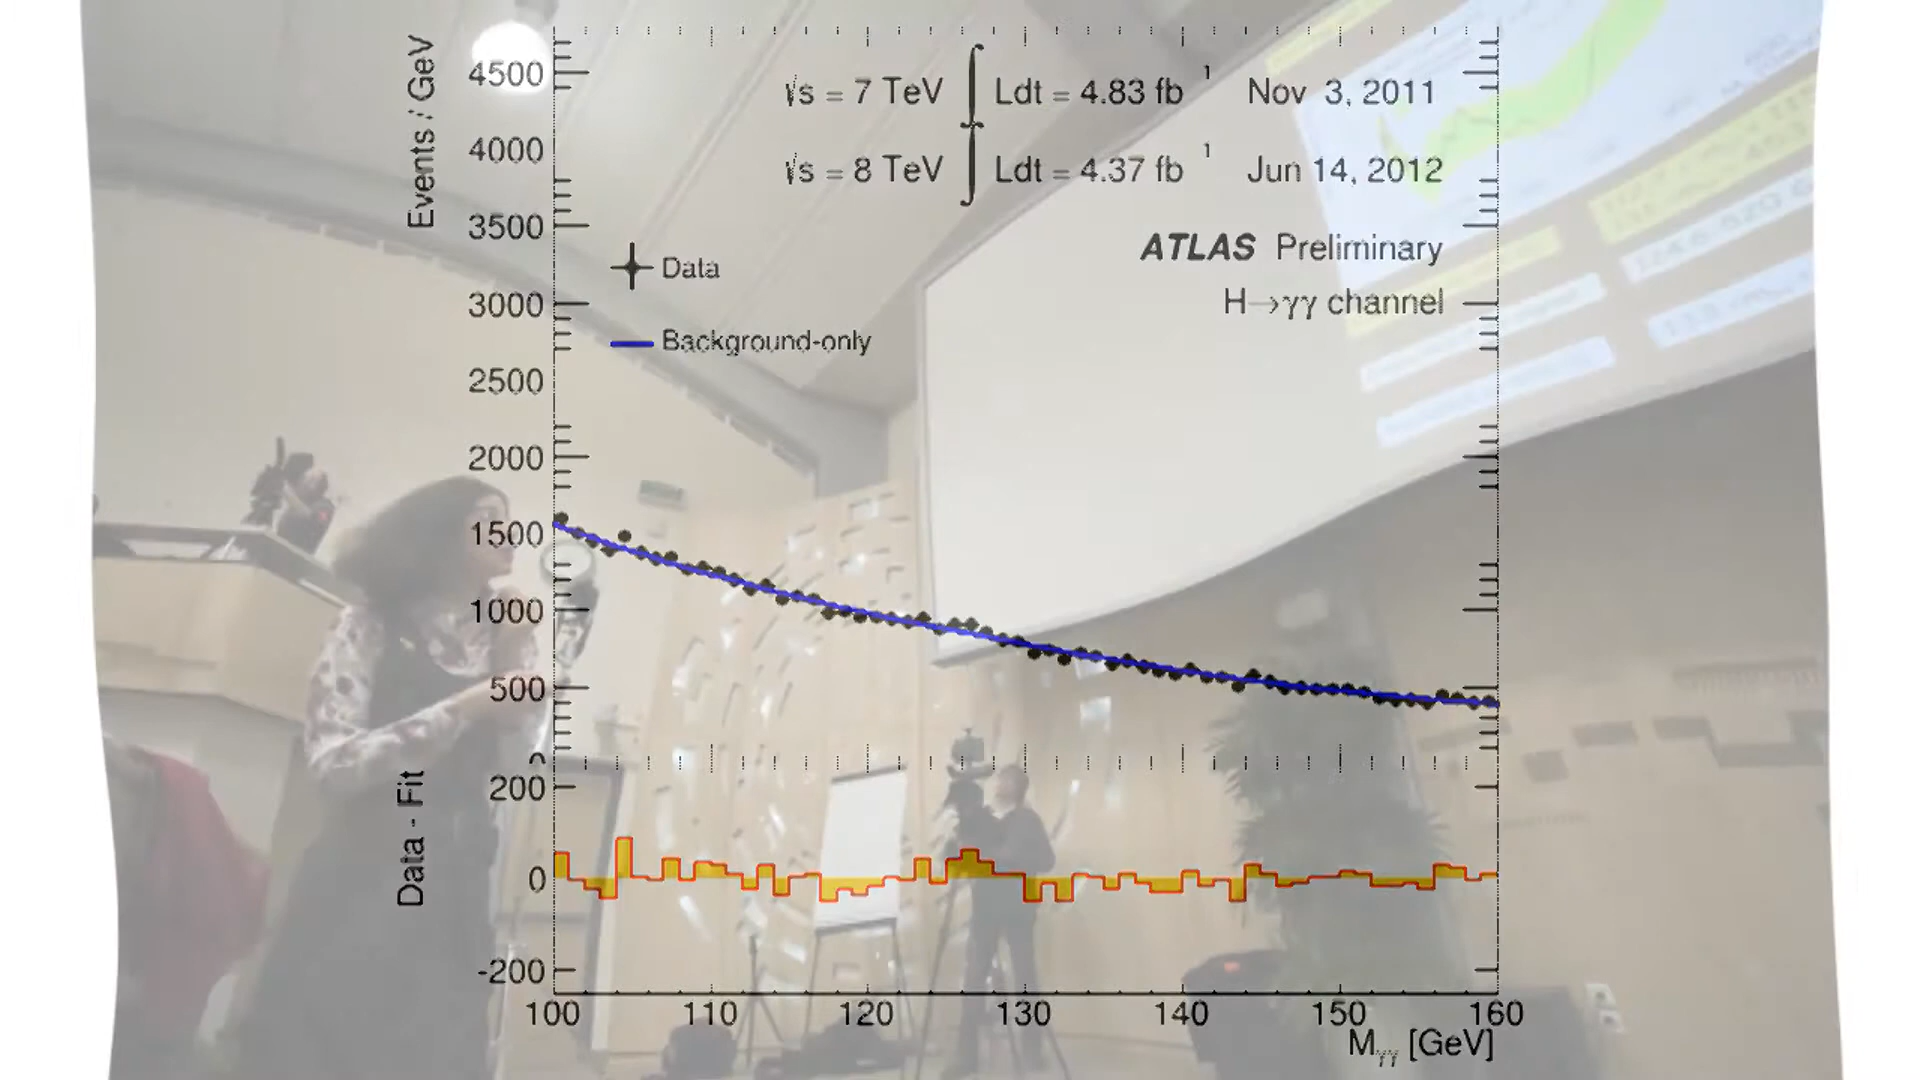 Events / GeV
4500
4000
3500
3000
2500
2000
1500
1000
500
0
√s = 7 TeV ∫ Ldt = 4.83 fb 1 Nov 3, 2011
√s = 8 TeV ∫ Ldt = 4.37 fb 1 Jun 14, 2012
ATLAS Preliminary
H→γγ channel
Data
Background-only
Data - Fit
200
0
-200
100 110 120 130 140 150 160
Mγγ [GeV]